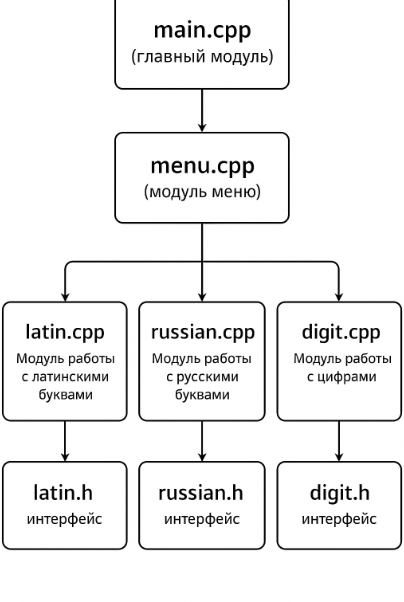 main.cpp
(главный модуль)
menu.cpp
(модуль меню)
latin.cpp
Модуль работы
с латинскими
буквами
russian.cpp
Модуль работы
с русскими
буквами
digit.cpp
Модуль работы
с цифрами
latin.h
интерфейс
russian.h
интерфейс
digit.h
интерфейс